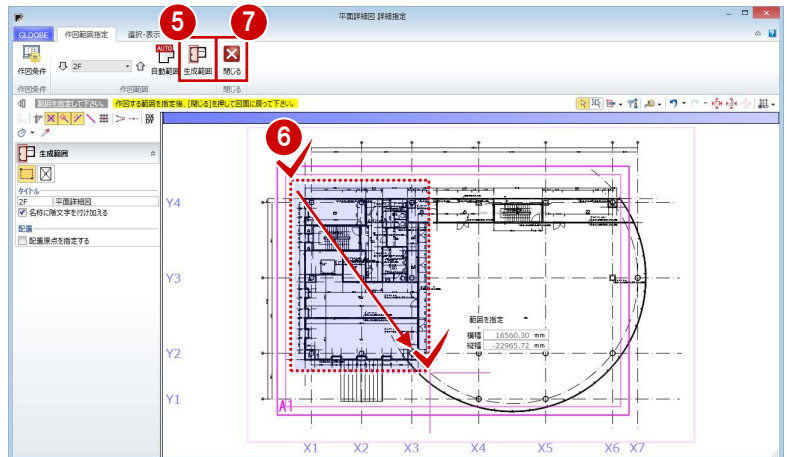 平面詳細図 詳細指定
5
7
GLOOBE
作図範囲指定
選択・表示
作図条件
2F
AUTO
自動範囲
生成範囲
閉じる
作図条件
作図範囲
閉じる
範囲を指定して下さい。
作図する範囲を指定後、[閉じる]を押して図面に戻って下さい。
生成範囲
タイトル
2F 平面詳細図
名称に階文字を付け加える
配置
配置原点を指定する
6
Y4
Y3
Y2
Y1
範囲を指定
横幅 16560.30 mm
縦幅 -22965.72 mm
A1
X1 X2 X3 X4 X5 X6 X7